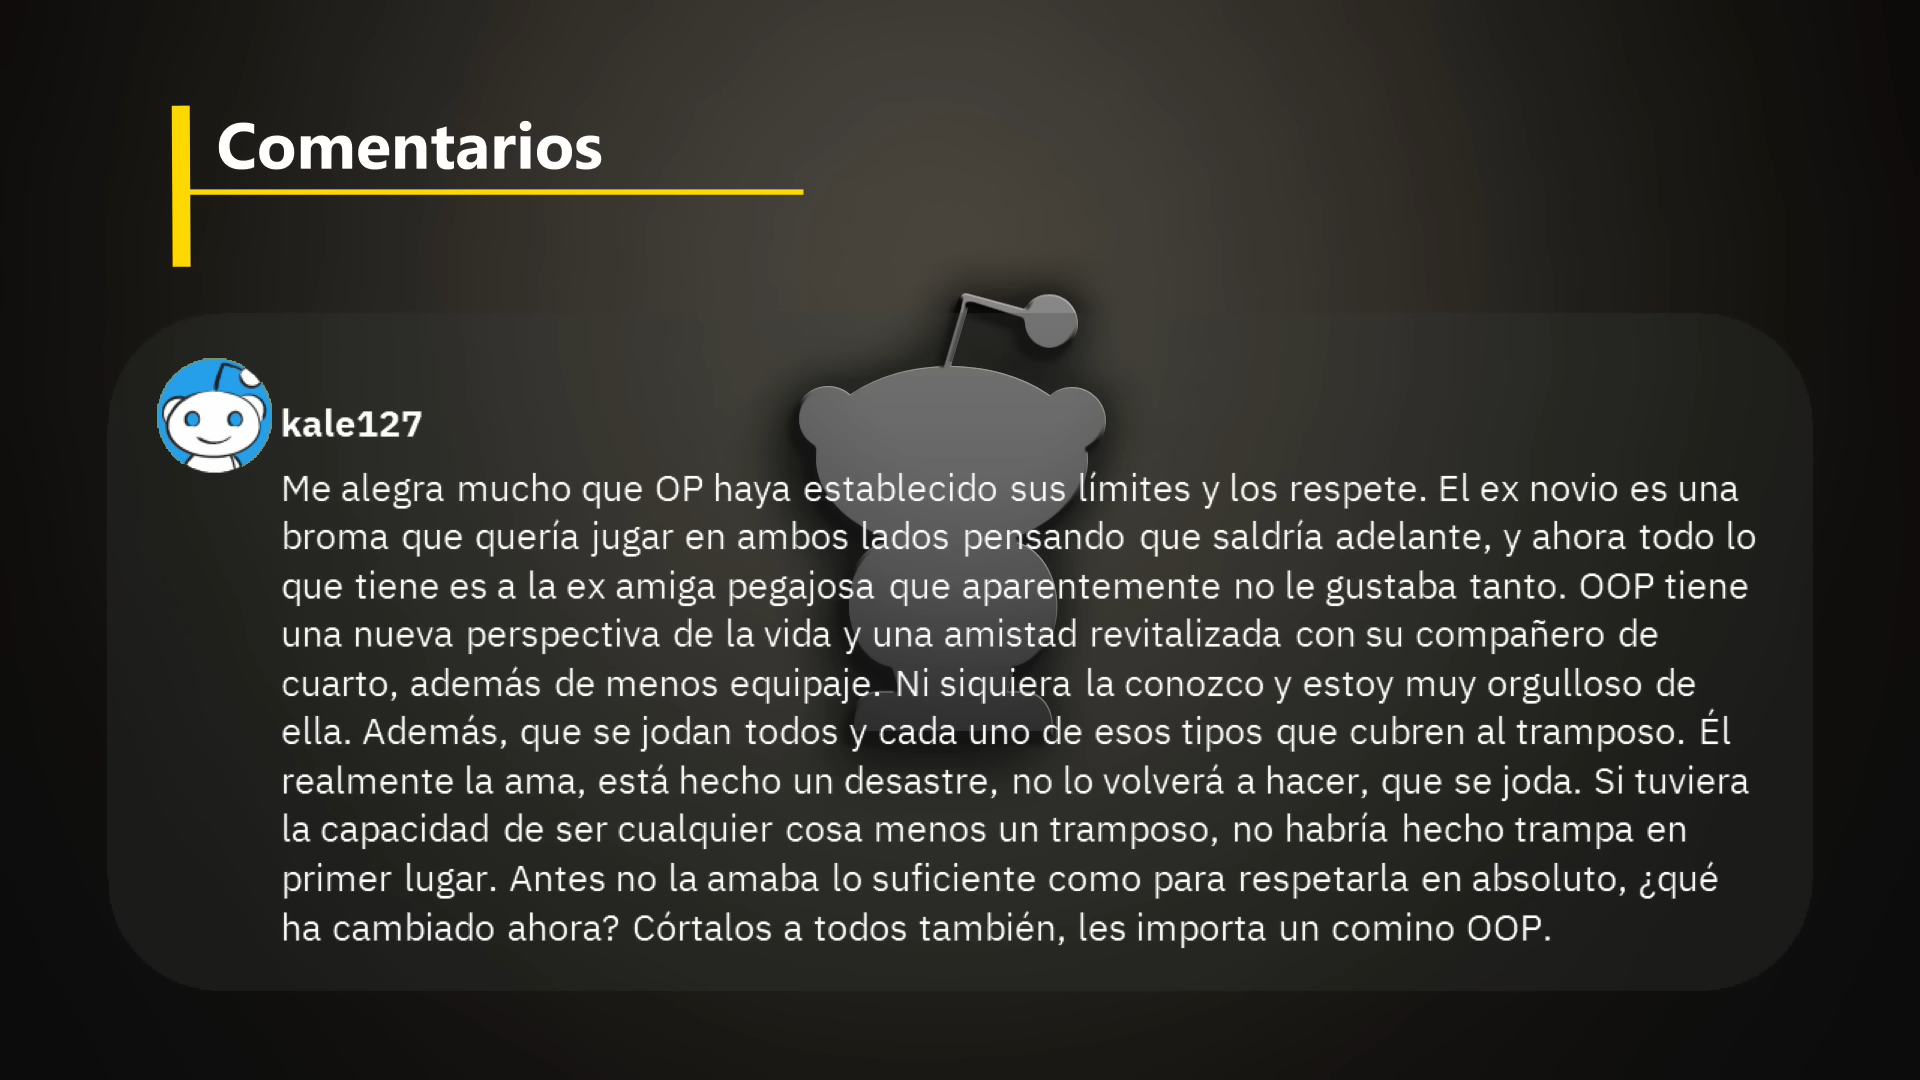 Comentarios
kale127
Me alegra mucho que OP haya establecido sus límites y los respete. El ex novio es una
broma que quería jugar en ambos lados pensando que saldría adelante, y ahora todo lo
que tiene es a la ex amiga pegajosa que aparentemente no le gustaba tanto. OOP tiene
una nueva perspectiva de la vida y una amistad revitalizada con su compañero de
cuarto, además de menos equipaje. Ni siquiera la conozco y estoy muy orgulloso de
ella. Además, que se jodan todos y cada uno de esos tipos que cubren al tramposo. Él
realmente la ama, está hecho un desastre, no lo volverá a hacer, que se joda. Si tuviera
la capacidad de ser cualquier cosa menos un tramposo, no habría hecho trampa en
primer lugar. Antes no la amaba lo suficiente como para respetarla en absoluto, ¿qué
ha cambiado ahora? Córtalos a todos también, les importa un comino OOP.